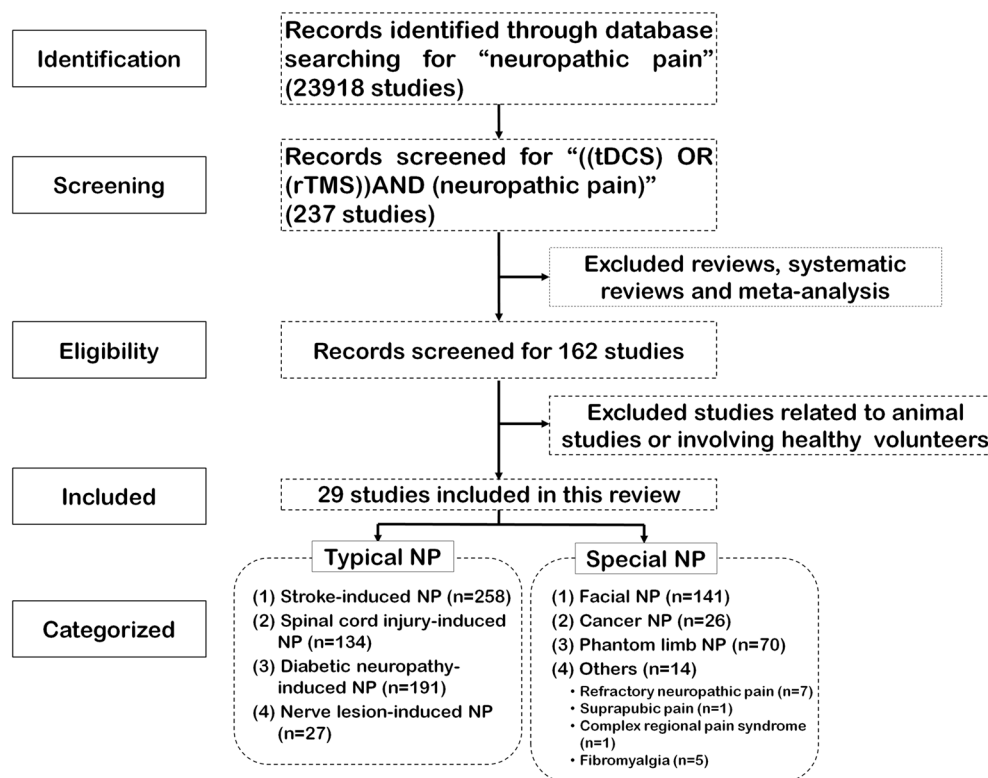 Identification
Records identified through database
searching for “neuropathic pain”
(23918 studies)
Screening
Records screened for “((tDCS) OR
(rTMS))AND (neuropathic pain)”
(237 studies)
Excluded reviews, systematic
reviews and meta-analysis
Eligibility
Records screened for 162 studies
Excluded studies related to animal
studies or involving healthy volunteers
Included
29 studies included in this review
Categorized
Typical NP
(1) Stroke-induced NP (n=258)
(2) Spinal cord injury-induced
NP (n=134)
(3) Diabetic neuropathy-
induced NP (n=191)
(4) Nerve lesion-induced NP
(n=27)
Special NP
(1) Facial NP (n=141)
(2) Cancer NP (n=26)
(3) Phantom limb NP (n=70)
(4) Others (n=14)
• Refractory neuropathic pain (n=7)
• Suprapubic pain (n=1)
• Complex regional pain syndrome
(n=1)
• Fibromyalgia (n=5)